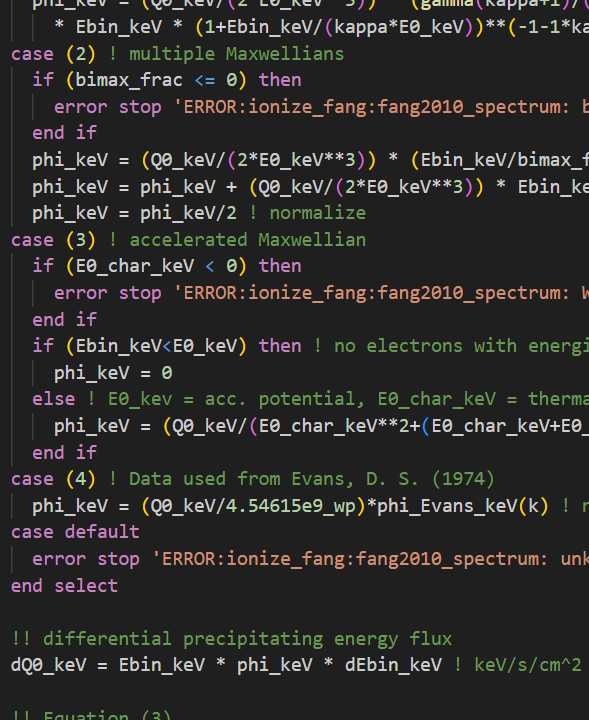 phi_keV = (Q0_keV/(2*E0_keV**3)) * (gamma(kappa+1)/(
* Ebin_keV * (1+Ebin_keV/(kappa*E0_keV))**(-1-1*ka
case (2) ! multiple Maxwellians
if (bimax_frac <= 0) then
error stop 'ERROR:ionize_fang:fang2010_spectrum: b
end if
phi_keV = (Q0_keV/(2*E0_keV**3)) * (Ebin_keV/bimax_f
phi_keV = phi_keV + (Q0_keV/(2*E0_keV**3)) * Ebin_ke
phi_keV = phi_keV/2 ! normalize
case (3) ! accelerated Maxwellian
if (E0_char_keV < 0) then
error stop 'ERROR:ionize_fang:fang2010_spectrum: W
end if
if (Ebin_keV<E0_keV) then ! no electrons with energi
phi_keV = 0
else ! E0_kev = acc. potential, E0_char_keV = therma
phi_keV = (Q0_keV/(E0_char_keV**2+(E0_char_keV+E0_
end if
case (4) ! Data used from Evans, D. S. (1974)
phi_keV = (Q0_keV/4.54615e9_wp)*phi_Evans_keV(k) ! n
case default
error stop 'ERROR:ionize_fang:fang2010_spectrum: unk
end select
!! differential precipitating energy flux
dQ0_keV = Ebin_keV * phi_keV * dEbin_keV ! keV/s/cm^2
!! Equation (3)